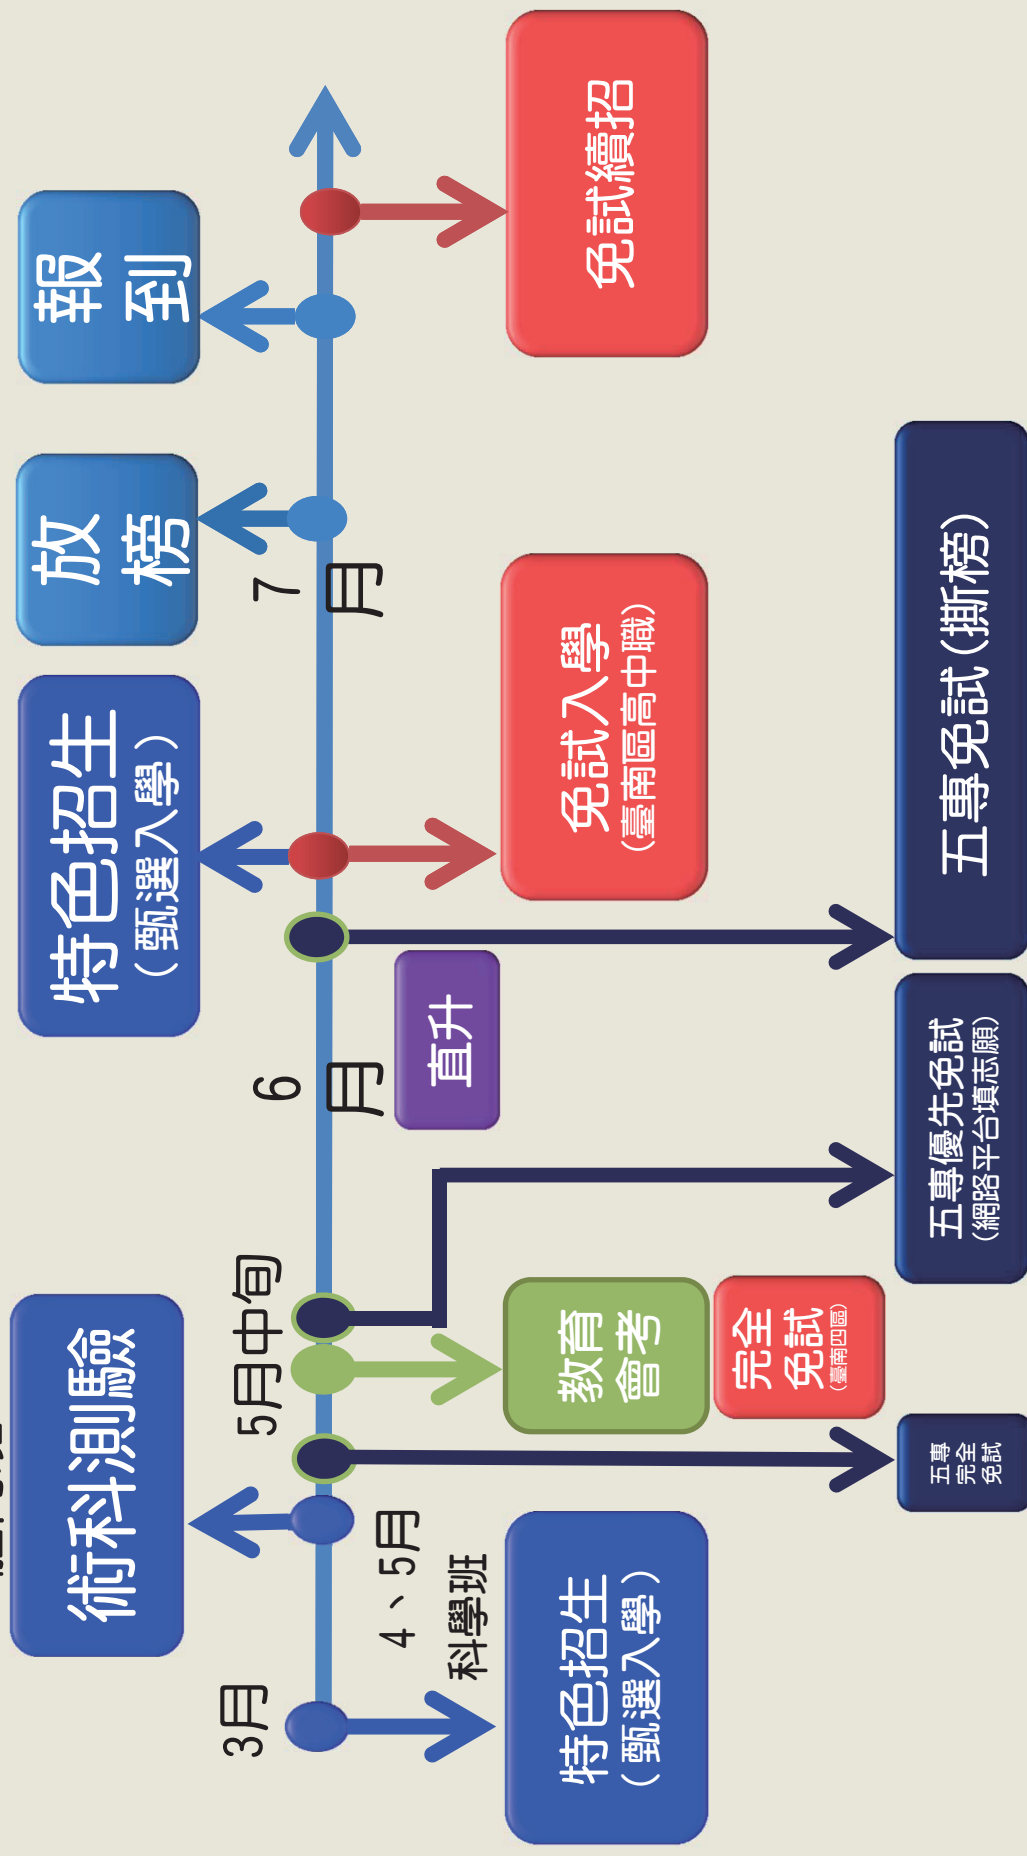 術科測驗
特色招生
(甄選入學)
放
榜
報
到
3月
4、5月
科學班
5月中旬
6
月
7
月
特色招生
(甄選入學)
教育
會考
完全
免試
(臺南四區)
直升
免試入學
(臺南區高中職)
免試續招
五專
完全
免試
五專優先免試
(網路平台填志願)
五專免試(撕榜)